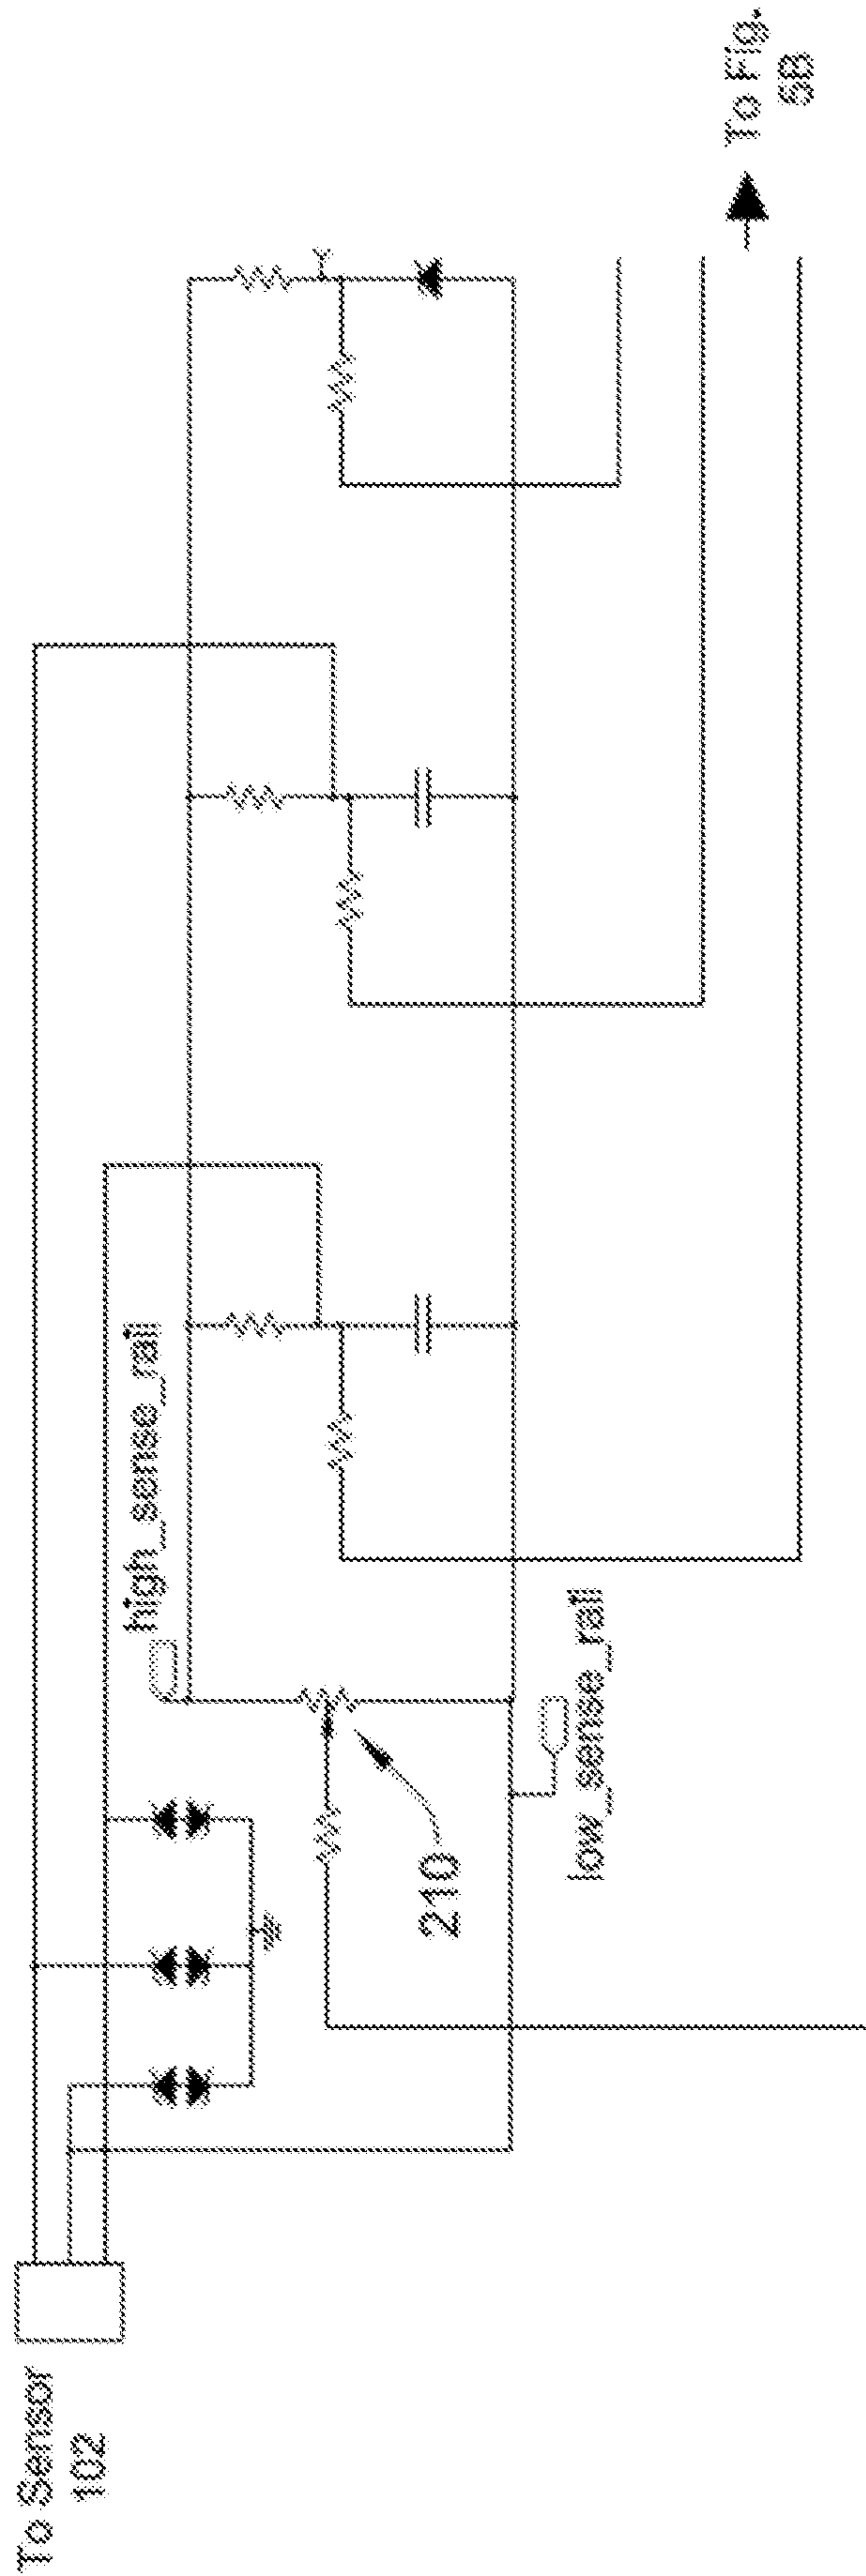 To Sensor
102
high_sense_rail
210
low_sense_rail
To Fig.
5B